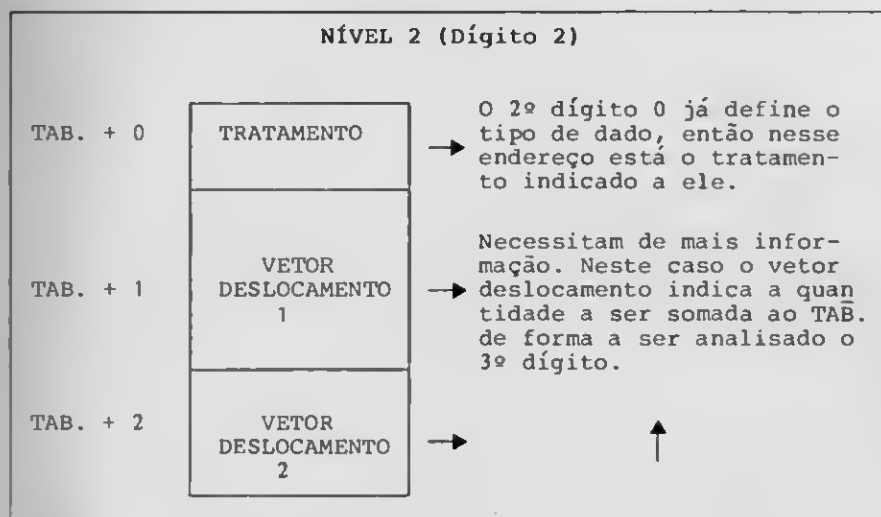 NÍVEL 2 (Dígito 2)
TAB. + 0
TRATAMENTO
O 2º dígito 0 já define o
tipo de dado, então nesse
endereço está o tratamen-
to indicado a ele.
TAB. + 1
VETOR
DESLOCAMENTO
1
Necessitam de mais infor-
mação. Neste caso o vetor
deslocamento indica a quan
tidade a ser somada ao TAB.
de forma a ser analisado o
3º dígito.
TAB. + 2
VETOR
DESLOCAMENTO
2